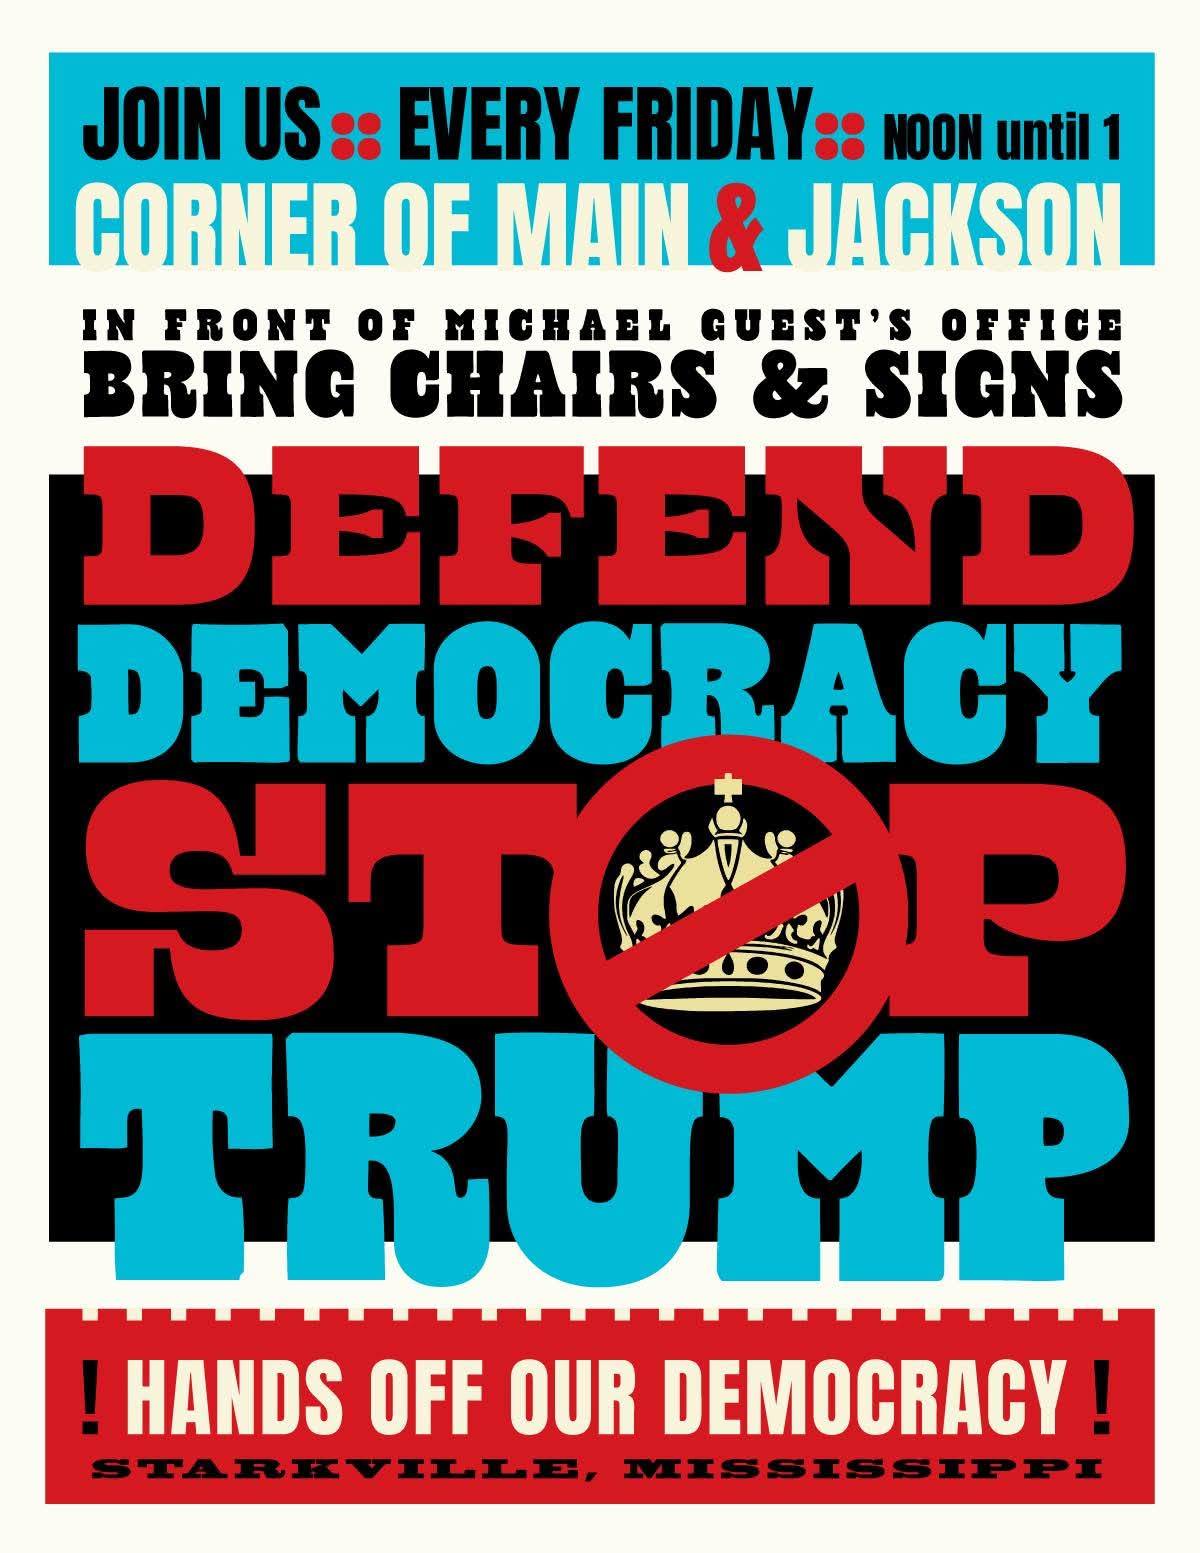 JOIN US :: EVERY FRIDAY :: NOON until 1
CORNER OF MAIN & JACKSON
IN FRONT OF MICHAEL GUEST'S OFFICE
BRING CHAIRS & SIGNS
DEFEND
DEMOCRACY
STOP
TRUMP
! HANDS OFF OUR DEMOCRACY !
STARKVILLE, MISSISSIPPI